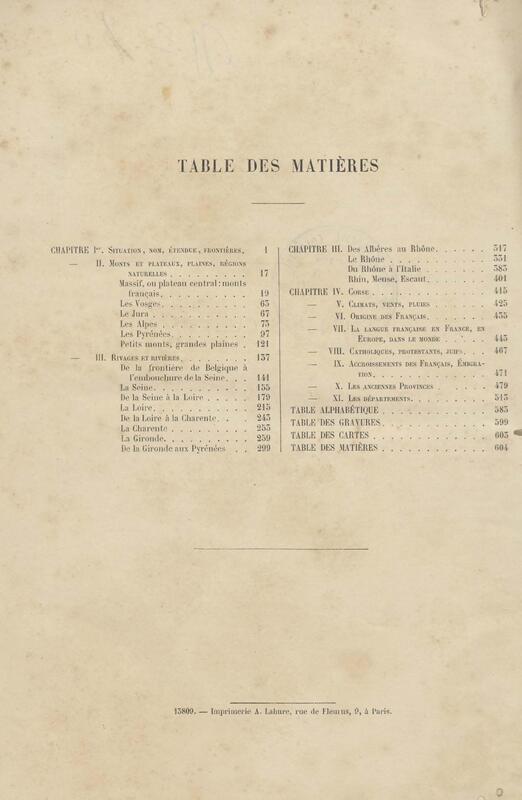 TABLE DES MATIÈRES
CHAPITRE Ier. Situation, nom, étendue, frontières. 1
— II. Monts et plateaux, plaines, régions
naturelles . . . . . . . . . 17
Massif, ou plateau central : monts
français . . . . . . . . . . 19
Les Vosges . . . . . . . . . . 63
Le Jura . . . . . . . . . . 67
Les Alpes . . . . . . . . . . 75
Les Pyrénées . . . . . . . . . 97
Petits monts, grandes plaines . 121
— III. Rivages et rivières . . . . . . . 137
De la frontière de Belgique à
l'embouchure de la Seine . . . 141
La Seine . . . . . . . . . . 155
De la Seine à la Loire . . . . . 179
La Loire . . . . . . . . . . 215
De la Loire à la Charente . . . 243
La Charente . . . . . . . . . 253
La Gironde . . . . . . . . . 259
De la Gironde aux Pyrénées . . 299
CHAPITRE III. Des Albères au Rhône . . . . . . 317
Le Rhône . . . . . . . . . . 331
Du Rhône à l'Italie . . . . . . . 383
Rhin, Meuse, Escaut . . . . . . 401
CHAPITRE IV. Corse . . . . . . . . . . 415
— V. Climats, vents, pluies . . . . . 425
— VI. Origine des Français . . . . . 435
— VII. La langue française en France, en
Europe, dans le monde . . . . 443
— VIII. Catholiques, protestants, juifs . . 467
— IX. Accroissements des Français, Émigra-
tion . . . . . . . . . . 471
— X. Les anciennes Provinces . . . . 479
— XI. Les départements . . . . . . 513
TABLE ALPHABÉTIQUE . . . . . . . . 583
TABLE DES GRAVURES . . . . . . . . 599
TABLE DES CARTES . . . . . . . . 603
TABLE DES MATIÈRES . . . . . . . . 604
13809. — Imprimerie A. Lahure, rue de Fleurus, 9, à Paris.